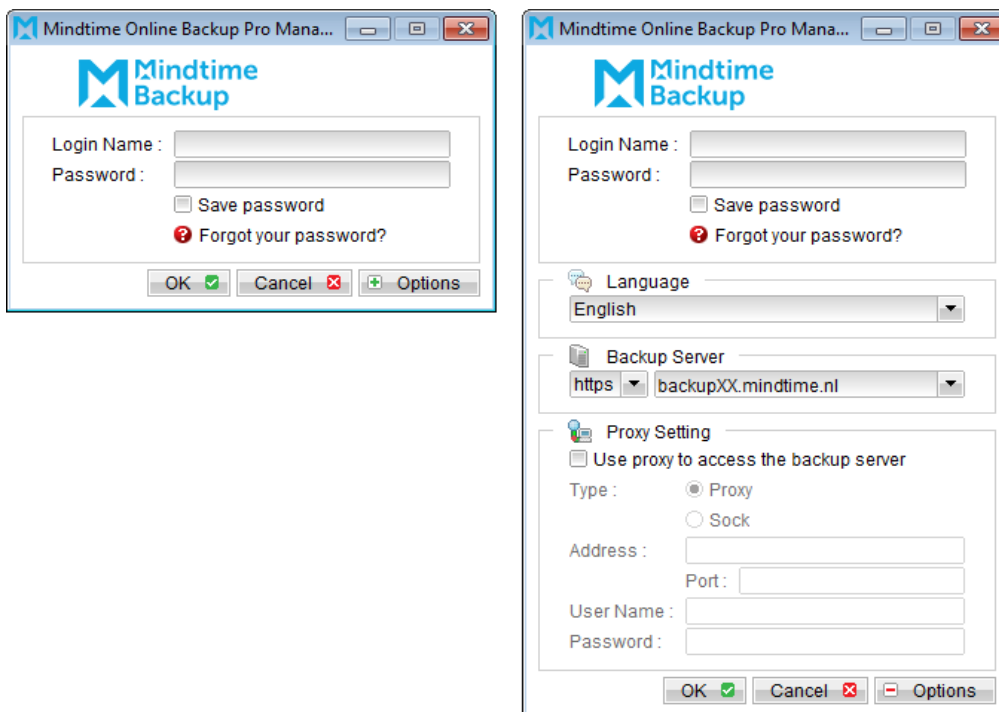 Mindtime Online Backup Pro Mana...
Mindtime
Backup
Login Name :
Password :
Save password
Forgot your password?
OK Cancel Options
Mindtime Online Backup Pro Mana...
Mindtime
Backup
Login Name :
Password :
Save password
Forgot your password?
Language
English
Backup Server
https backupXX.mindtime.nl
Proxy Setting
Use proxy to access the backup server
Type : Proxy
Sock
Address :
Port :
User Name :
Password :
OK Cancel Options